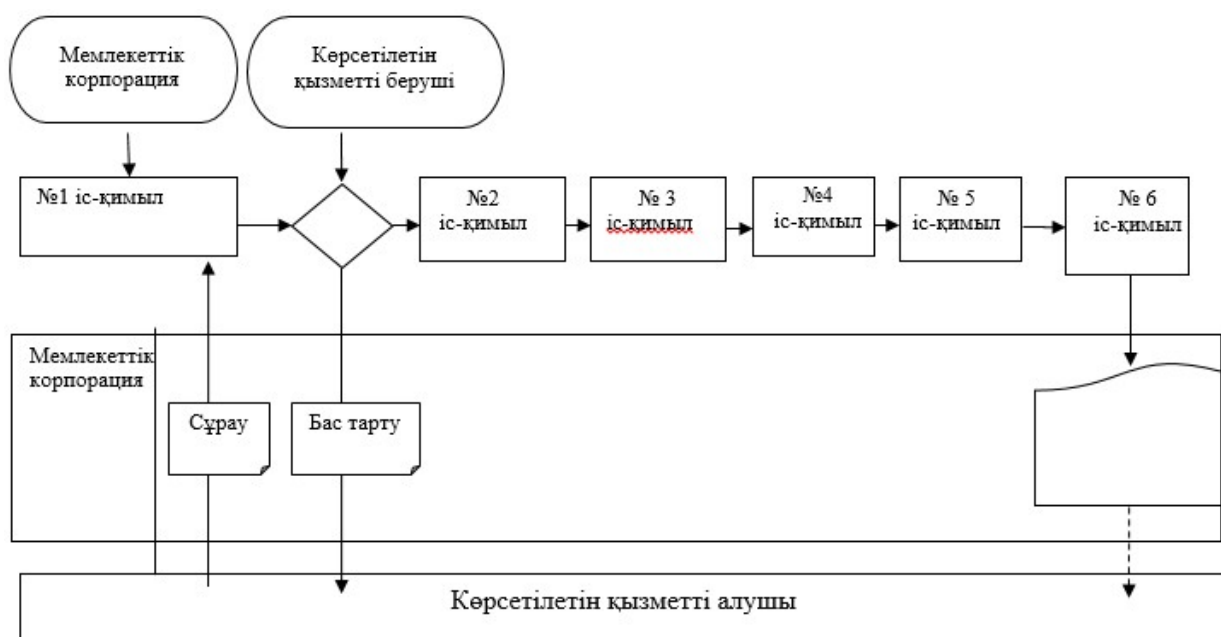 Мемлекеттік
корпорация
Көрсетілетін
қызметті беруші
№1 іс-қимыл
№2
іс-қимыл
№ 3
іс-қимыл
№4
іс-қимыл
№ 5
іс-қимыл
№ 6
іс-қимыл
Мемлекеттік
корпорация
Сұрау
Бас тарту
Көрсетілетін қызметті алушы